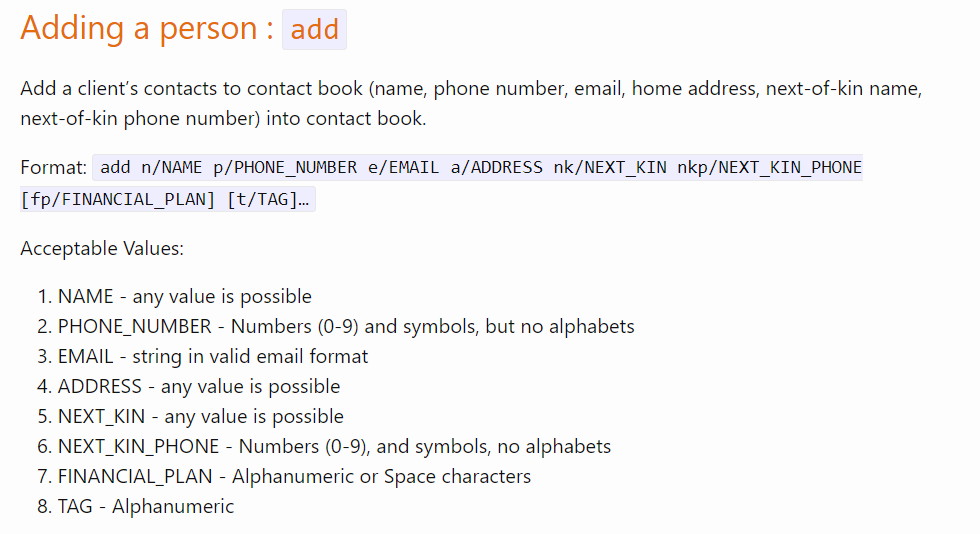 Adding a person : add
Add a client’s contacts to contact book (name, phone number, email, home address, next-of-kin name,
next-of-kin phone number) into contact book.
Format: add n/NAME p/PHONE_NUMBER e/EMAIL a/ADDRESS nk/NEXT_KIN nkp/NEXT_KIN_PHONE
[fp/FINANCIAL_PLAN] [t/TAG]…
Acceptable Values:
1. NAME - any value is possible
2. PHONE_NUMBER - Numbers (0-9) and symbols, but no alphabets
3. EMAIL - string in valid email format
4. ADDRESS - any value is possible
5. NEXT_KIN - any value is possible
6. NEXT_KIN_PHONE - Numbers (0-9), and symbols, no alphabets
7. FINANCIAL_PLAN - Alphanumeric or Space characters
8. TAG - Alphanumeric